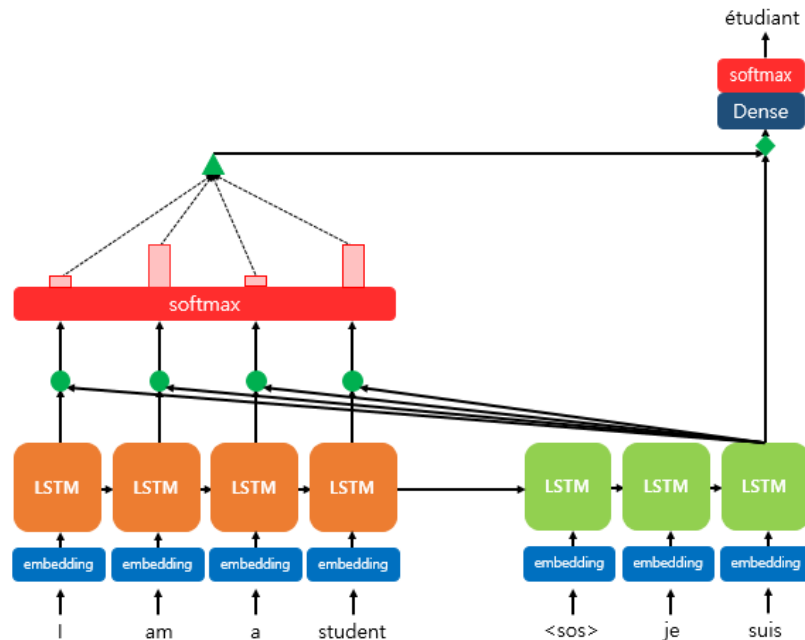 étudiant
softmax
Dense
softmax
LSTM LSTM LSTM LSTM LSTM LSTM LSTM
embedding embedding embedding embedding embedding embedding embedding
I am a student <sos> je suis